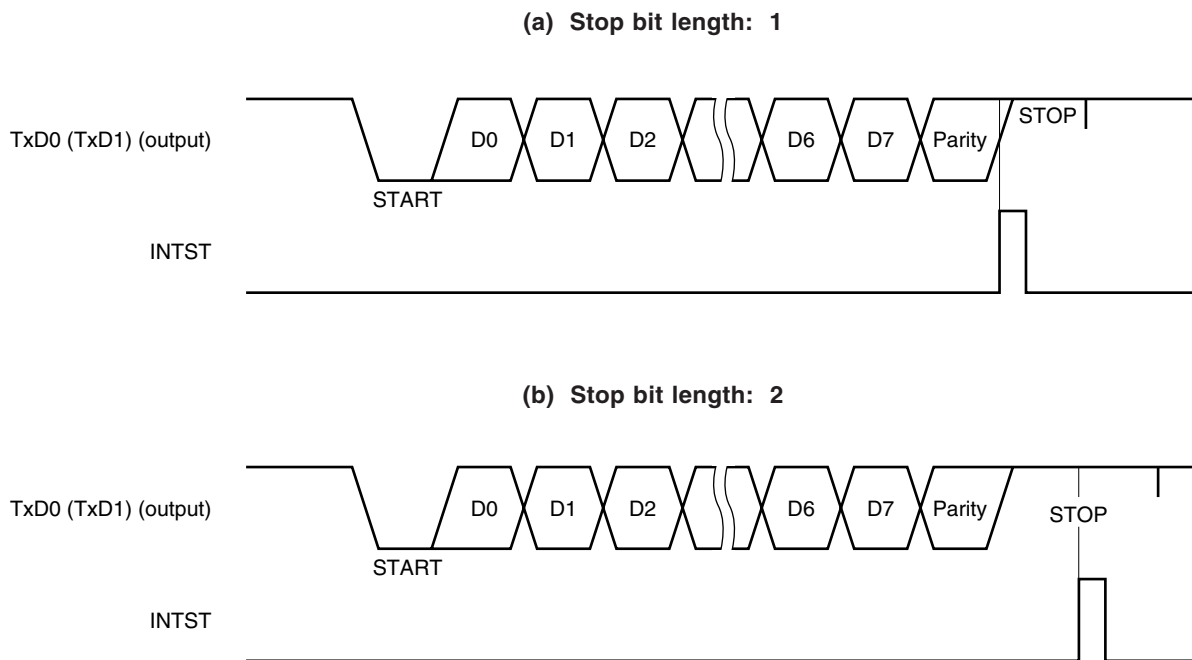 (a) Stop bit length: 1
TxD0 (TxD1) (output)
D0 D1 D2 D6 D7 Parity STOP
START
INTST
(b) Stop bit length: 2
TxD0 (TxD1) (output)
D0 D1 D2 D6 D7 Parity STOP
START
INTST